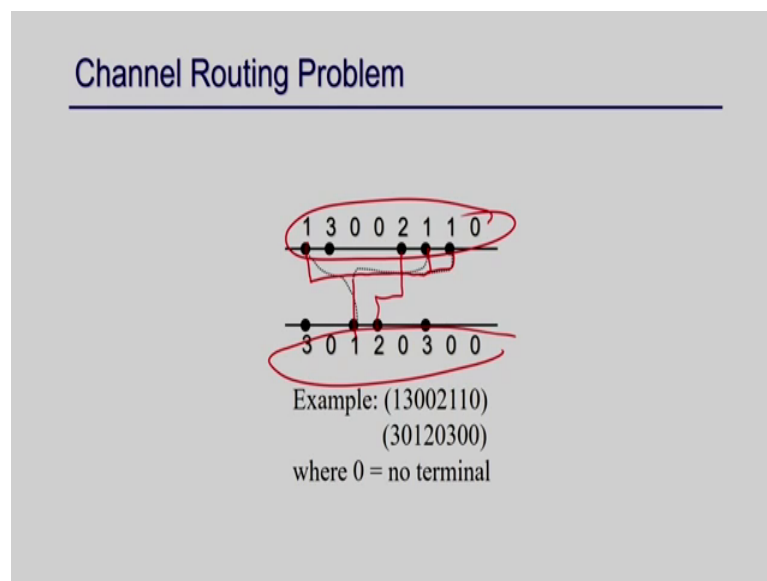 Channel Routing Problem
1 3 0 0 2 1 1 0
3 0 1 2 0 3 0 0
Example: (13002110)
(30120300)
where 0 = no terminal